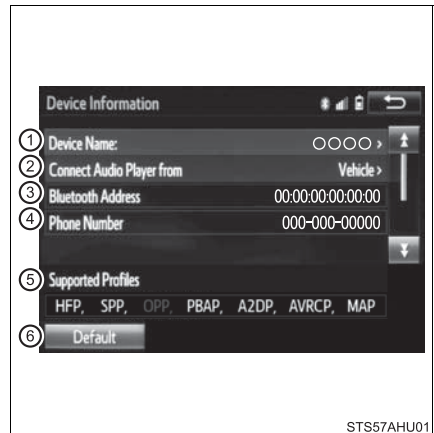 Device Information
1 Device Name: ○○○○ >
2 Connect Audio Player from Vehicle >
3 Bluetooth Address 00:00:00:00:00:00
4 Phone Number 000-000-00000
5 Supported Profiles
HFP, SPP, OPP, PBAP, A2DP, AVRCP, MAP
6 Default
STS57AHU01